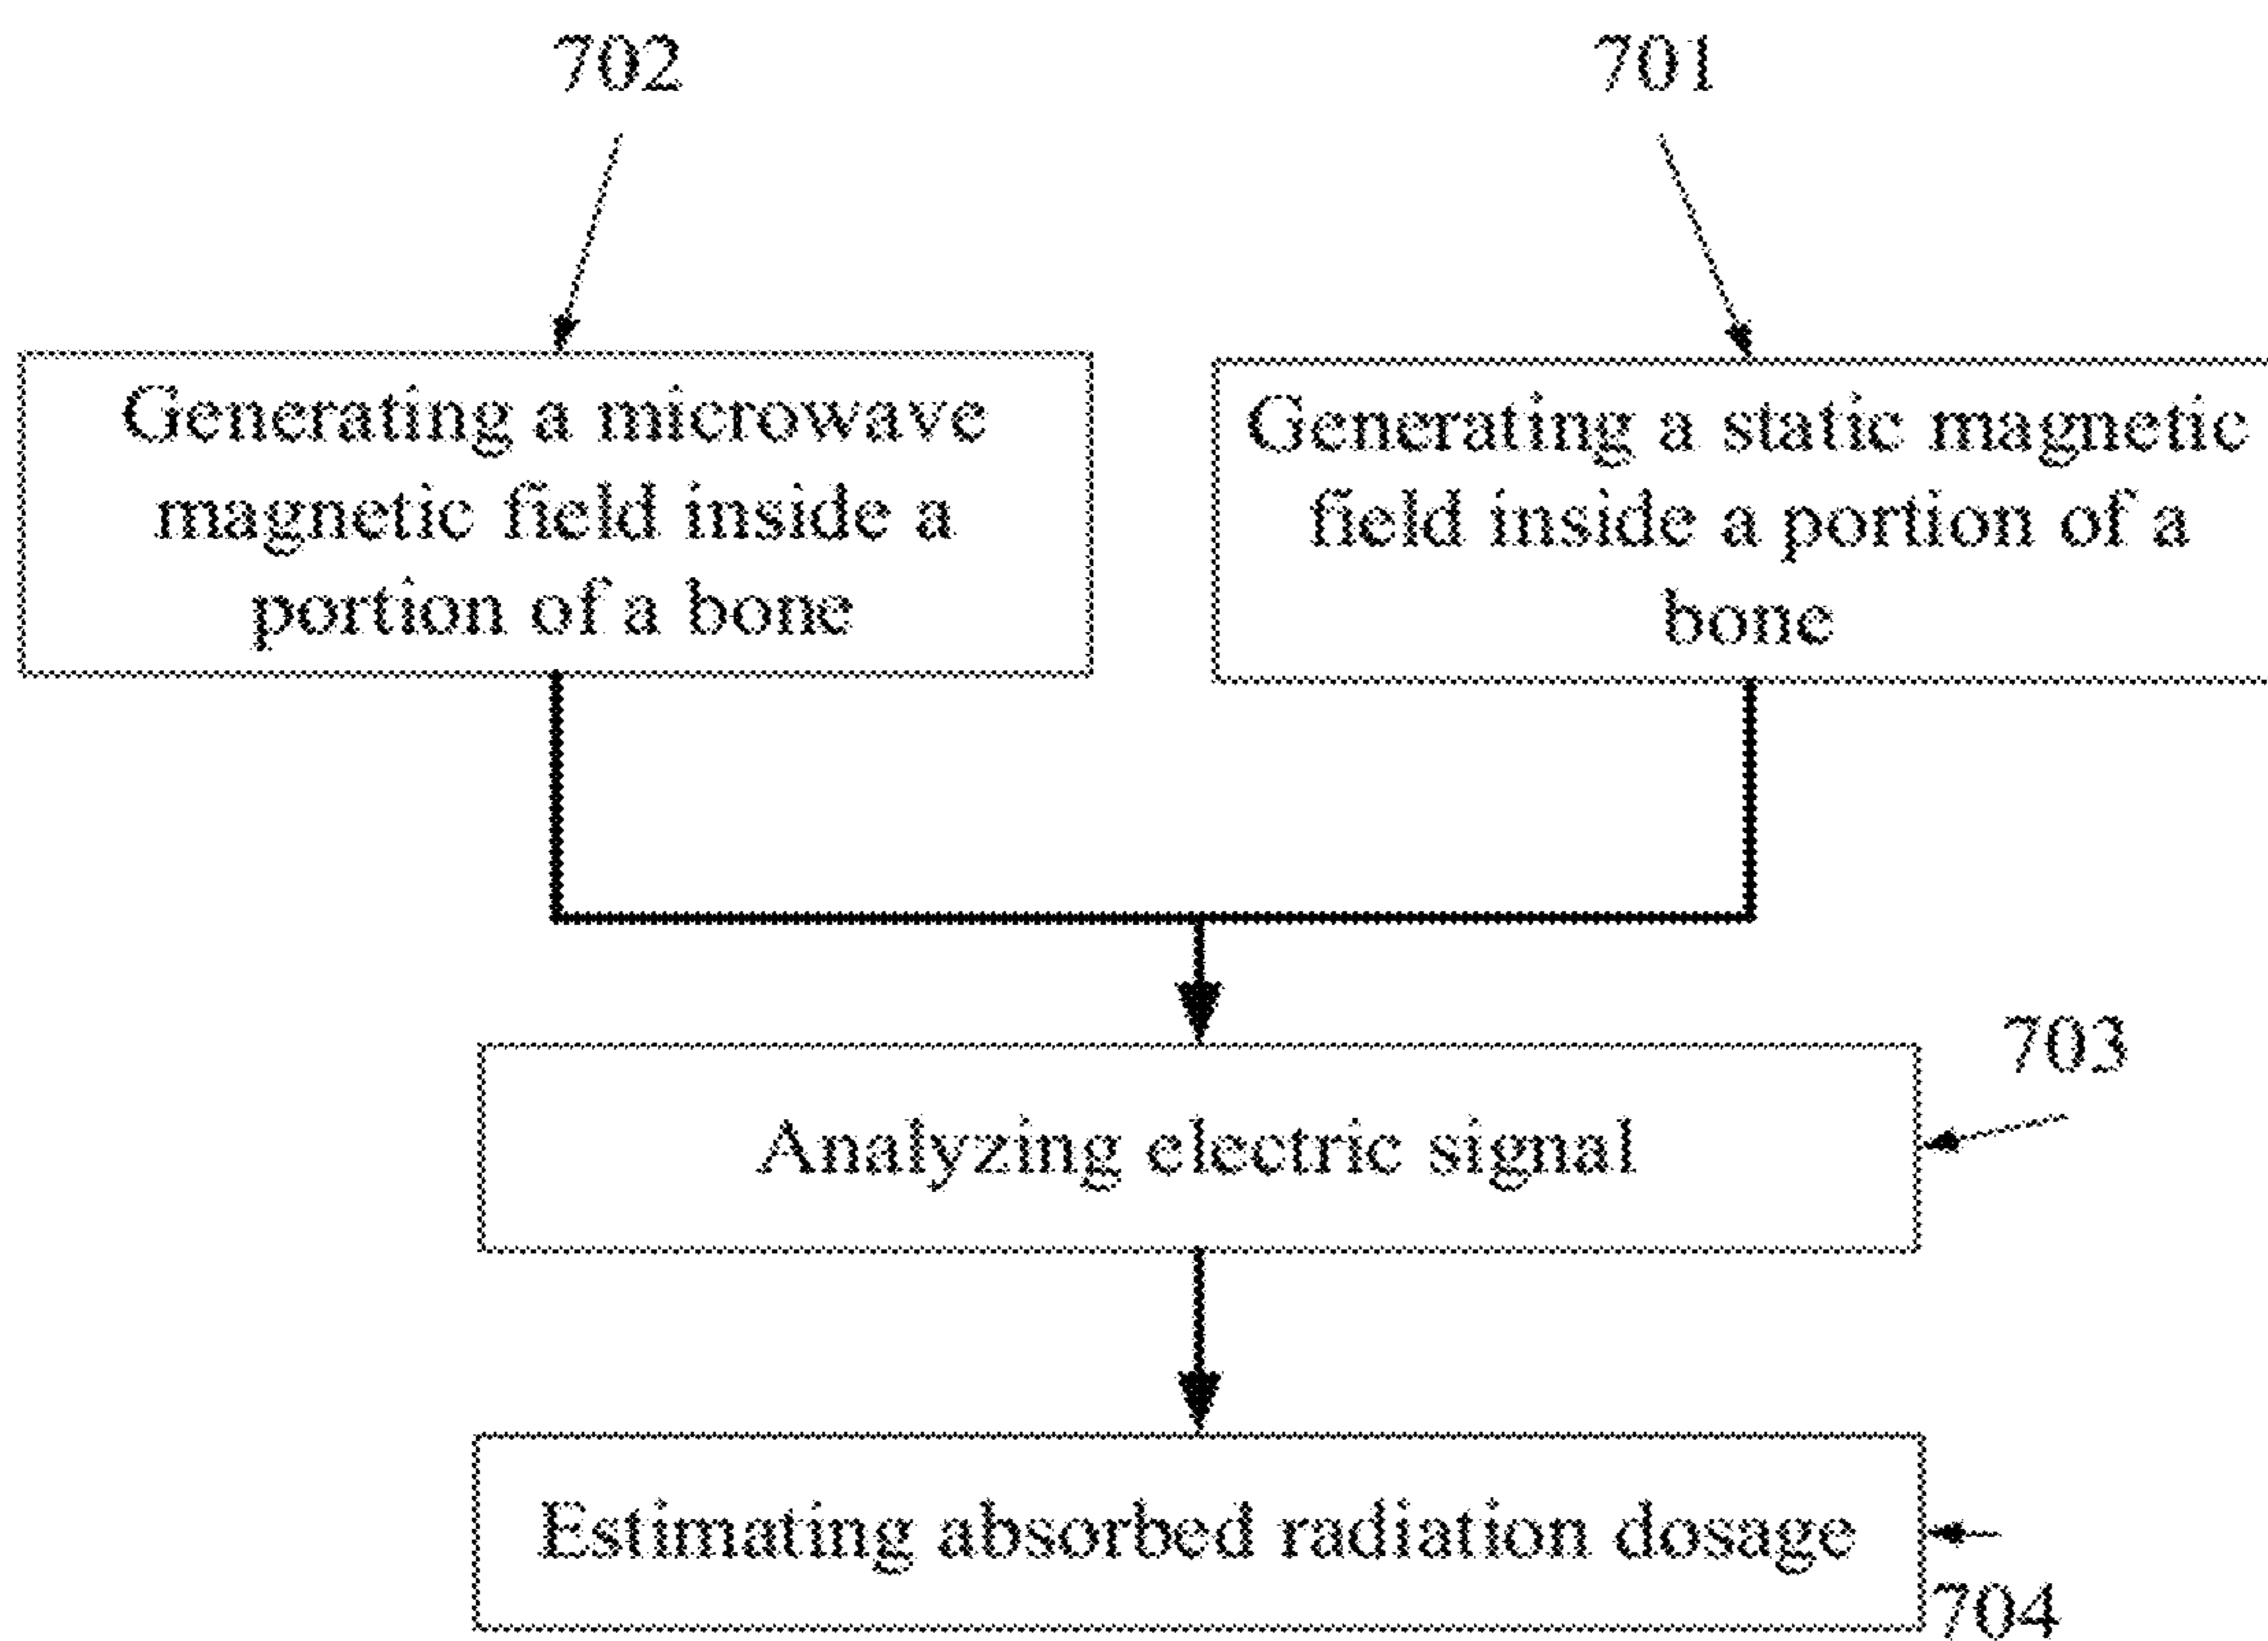 702
701
Generating a microwave
magnetic field inside a
portion of a bone
Generating a static magnetic
field inside a portion of a
bone
703
Analyzing electric signal
Estimating absorbed radiation dosage
704